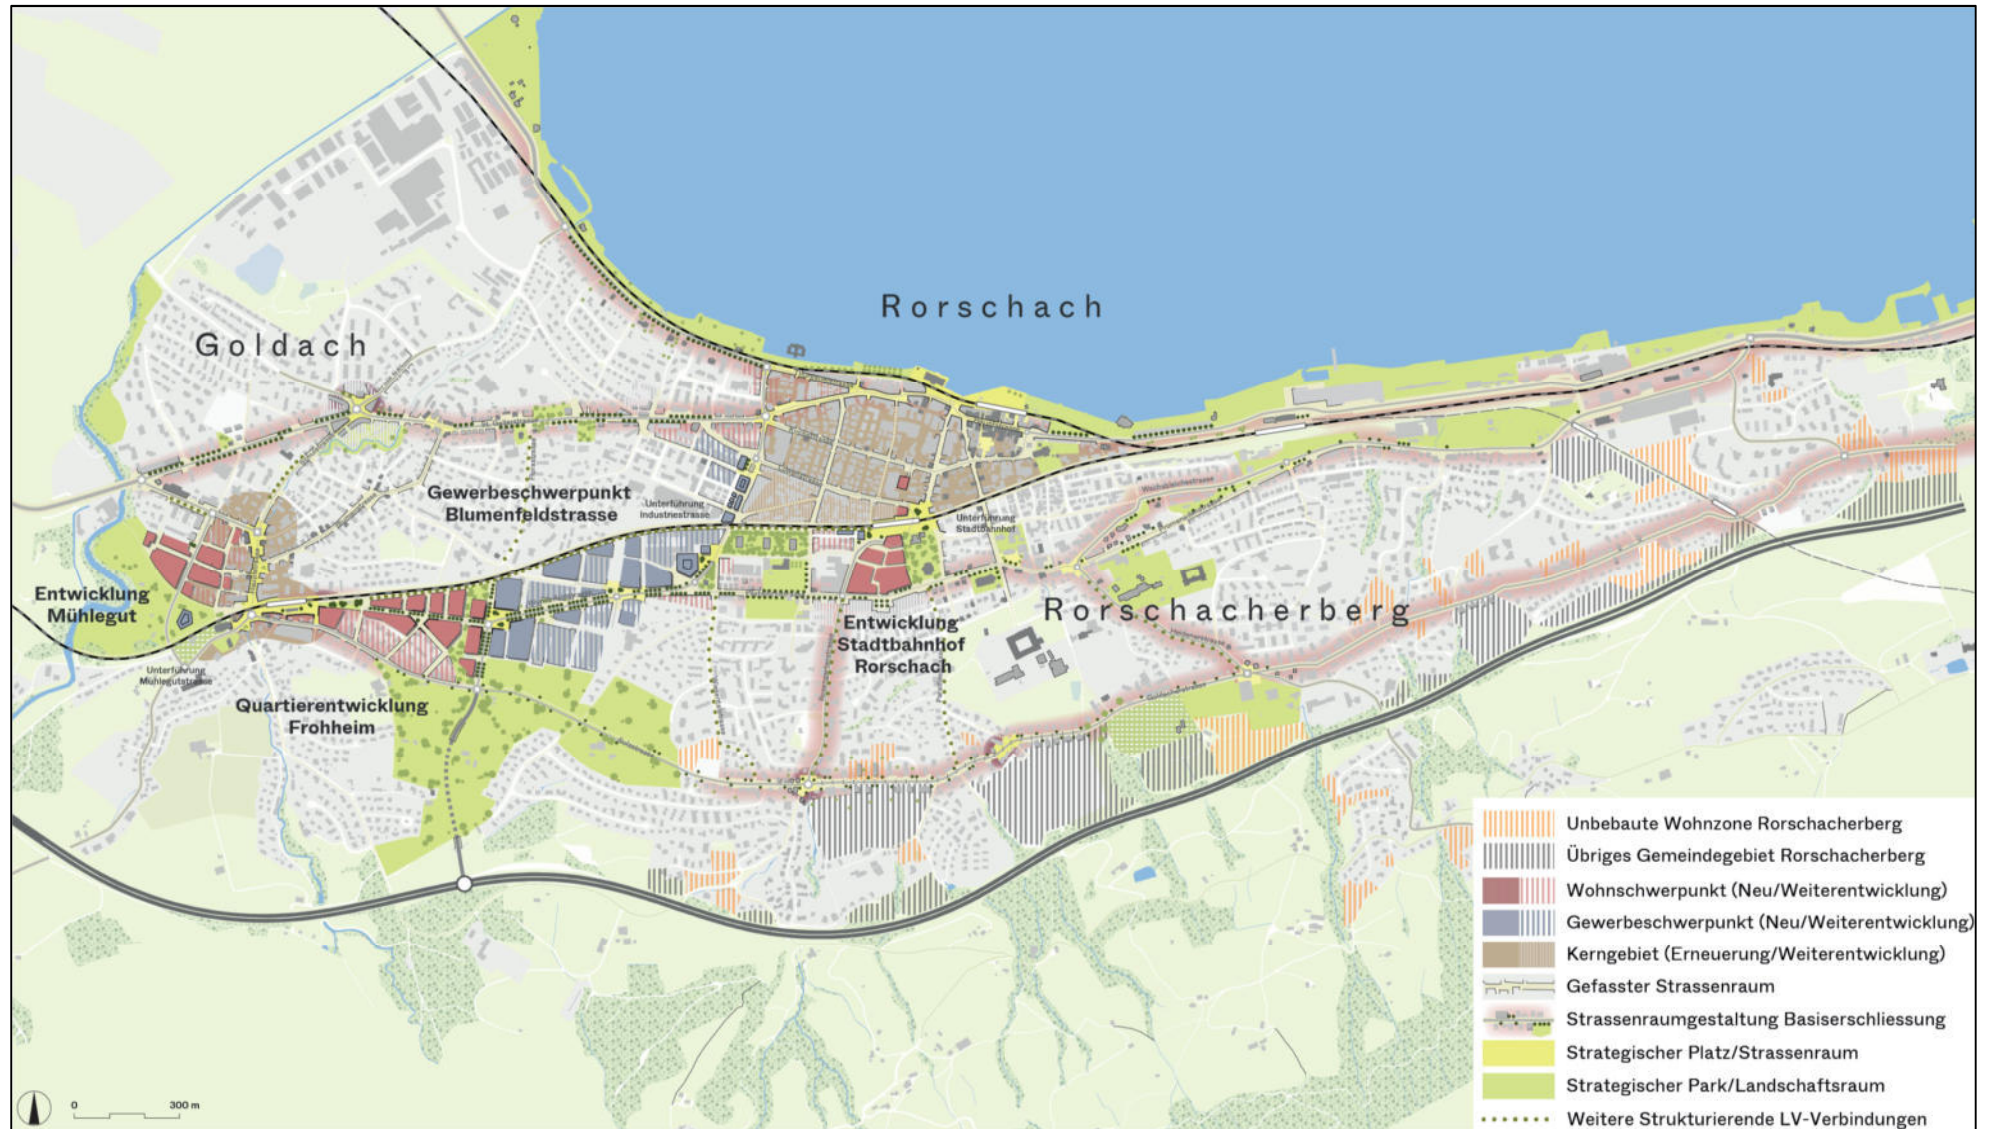 Rorschach
Goldach
Gewerbeschwerpunkt
Blumenfeldstrasse
Unterführung
Industriestrasse
Unterführung
Stadtbahnhof
Entwicklung
Mühlegut
Entwicklung
Stadtbahnhof
Rorschach
Rorschacherberg
Unterführung
Mühlegutstrasse
Quartierentwicklung
Frohheim
Unbebaute Wohnzone Rorschacherberg
Übriges Gemeindegebiet Rorschacherberg
Wohnschwerpunkt (Neu/Weiterentwicklung)
Gewerbeschwerpunkt (Neu/Weiterentwicklung)
Kerngebiet (Erneuerung/Weiterentwicklung)
Gefasster Strassenraum
Strassenraumgestaltung Basiserschliessung
Strategischer Platz/Strassenraum
Strategischer Park/Landschaftsraum
Weitere Strukturierende LV-Verbindungen
0 300 m